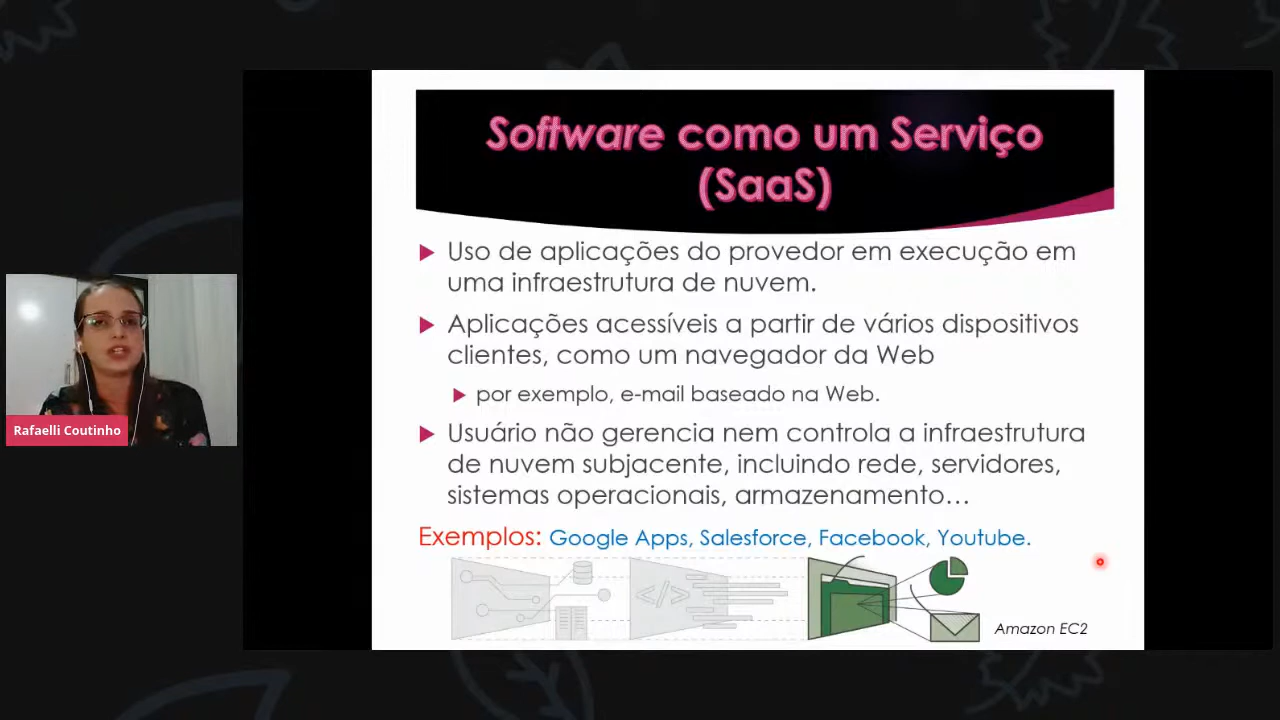 Software como um Serviço
(SaaS)
Uso de aplicações do provedor em execução em
uma infraestrutura de nuvem.
Aplicações acessíveis a partir de vários dispositivos
clientes, como um navegador da Web
por exemplo, e-mail baseado na Web.
Usuário não gerencia nem controla a infraestrutura
de nuvem subjacente, incluindo rede, servidores,
sistemas operacionais, armazenamento...
Exemplos: Google Apps, Salesforce, Facebook, Youtube.
</>
Amazon EC2
Rafaelli Coutinho